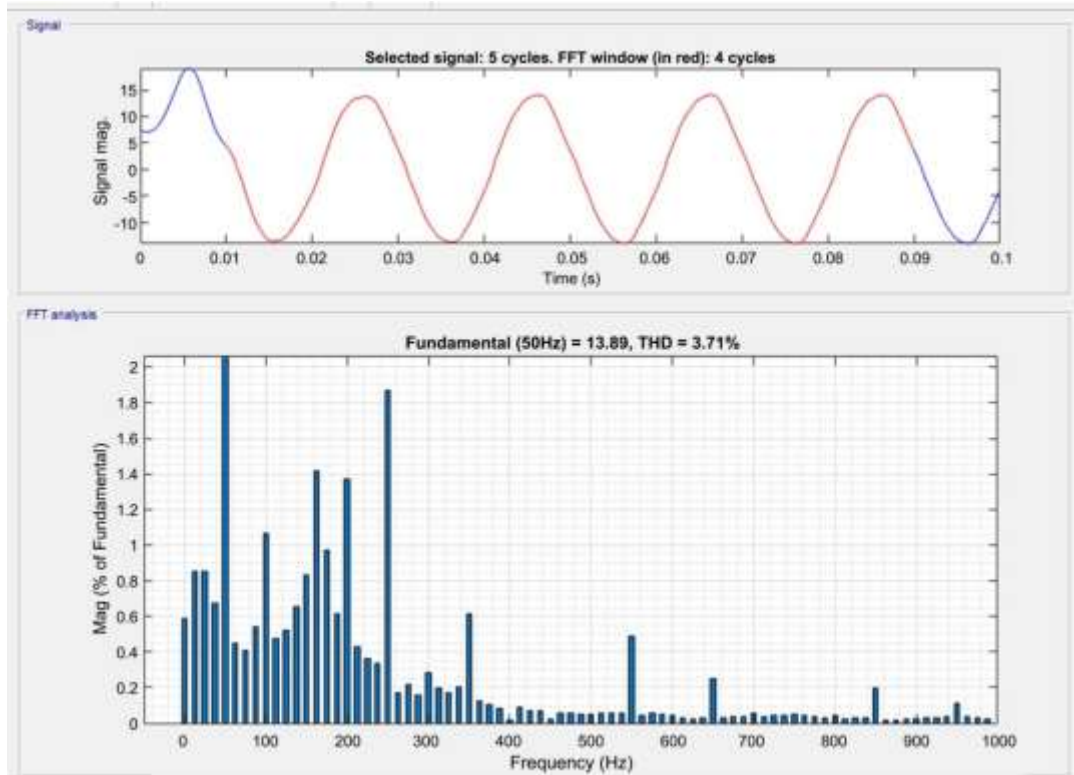 Signal
Selected signal: 5 cycles. FFT window (in red): 4 cycles
15
10
5
0
-5
-10
Signal mag.
0 0.01 0.02 0.03 0.04 0.05 0.06 0.07 0.08 0.09 0.1
Time (s)
FFT analysis
Fundamental (50Hz) = 13.89, THD = 3.71%
2
1.8
1.6
1.4
1.2
1
0.8
0.6
0.4
0.2
0
Mag (% of Fundamental)
0 100 200 300 400 500 600 700 800 900 1000
Frequency (Hz)